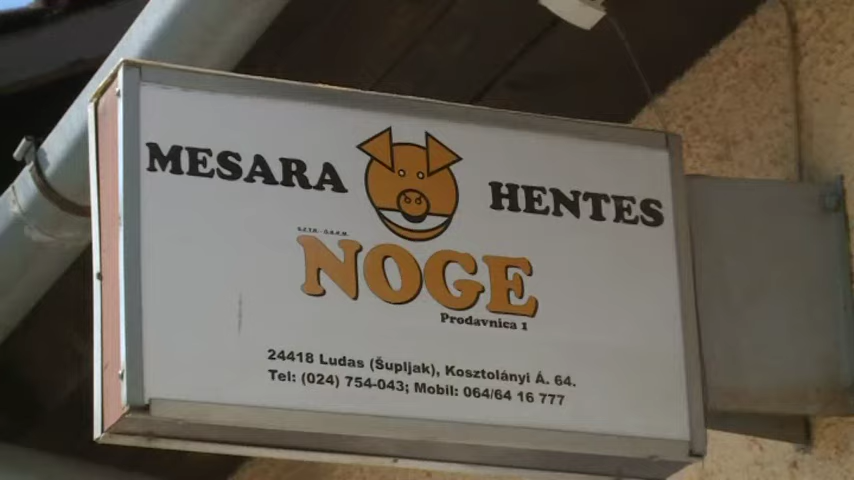 MESARA HENTES
NOGE
Prodavnica 1
24418 Ludas (Šupljak), Kosztolányi Á. 64.
Tel: (024) 754-043; Mobil: 064/64 16 777